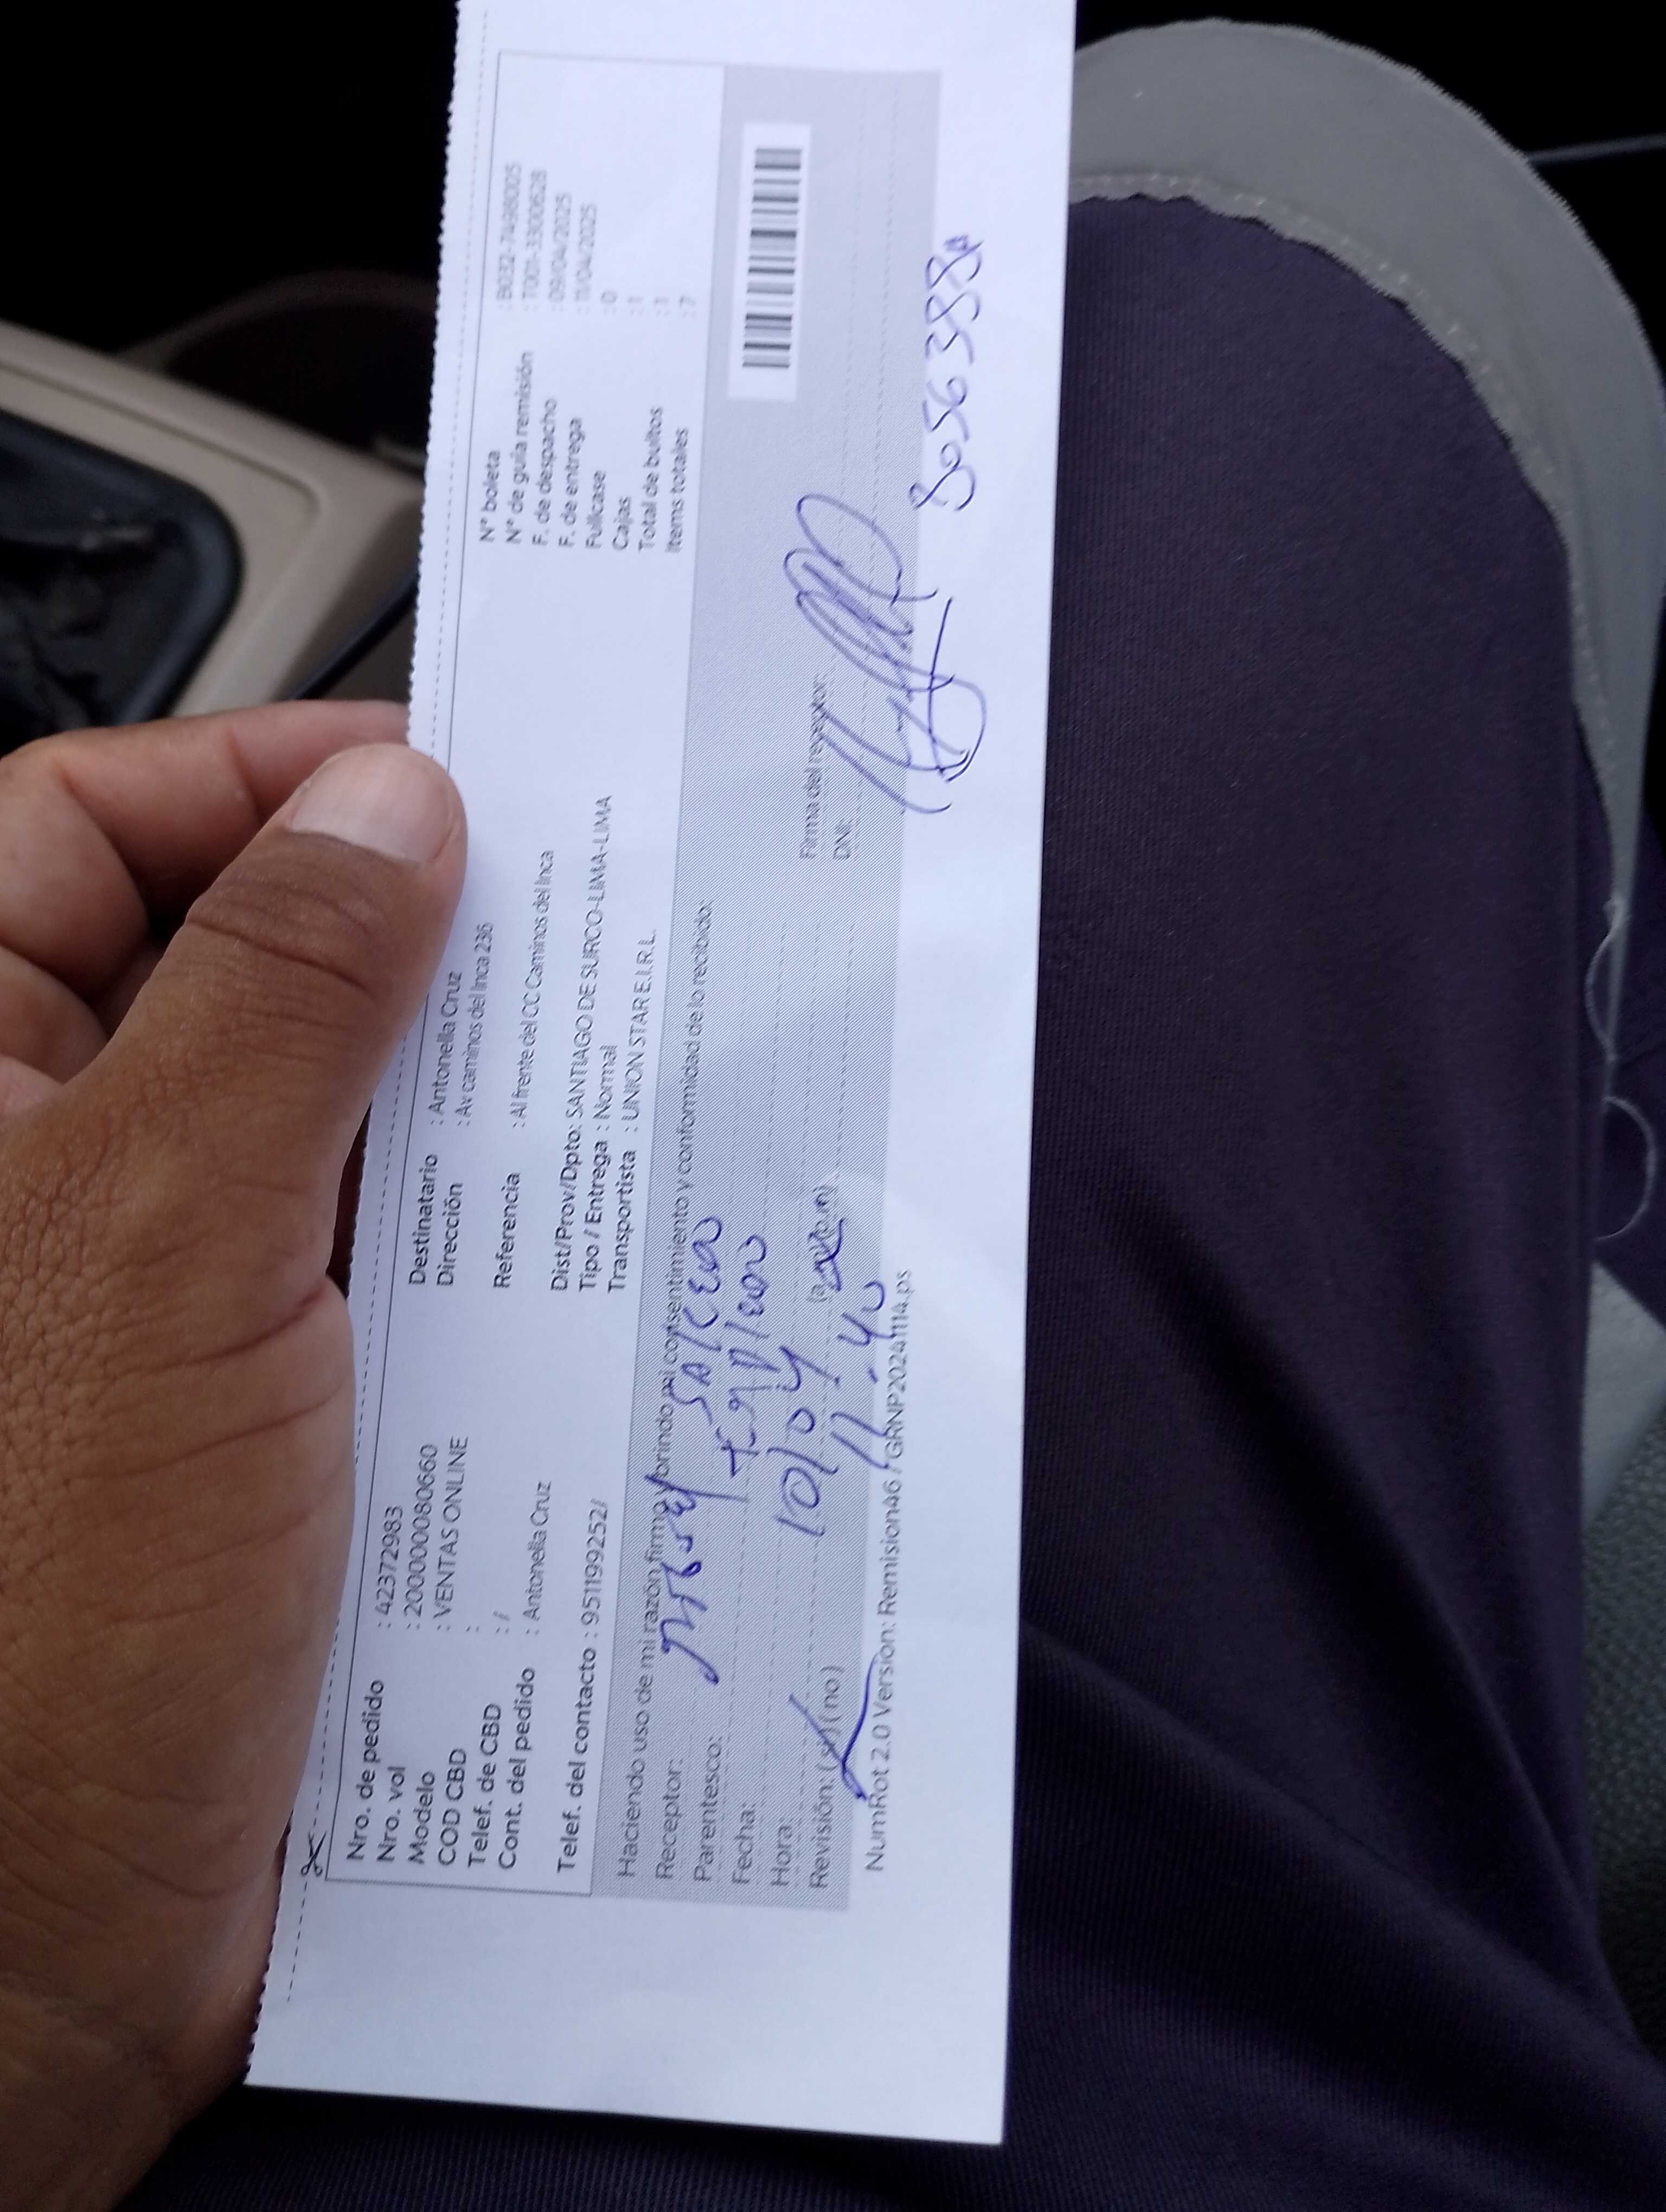 Nro. de pedido : 42372983
Nro. vol : 2000000080660
Modelo : VENTAS ONLINE
COD CBD :
Telef. de CBD : /
Cont. del pedido : Antonella Cruz
Telef. del contacto : 951199252/
Destinatario : Antonella Cruz
Dirección : Av caminos del Inca 236
Referencia : Al frente del CC Caminos del Inca
Dist/Prov/Dpto: SANTIAGO DE SURCO-LIMA-LIMA
Tipo / Entrega : Normal
Transportista : UNION STAR E.I.R.L.
N° boleta : B032-
N° de guía remisión : T001-3300628
F. de despacho : 09/04/2025
F. de entrega : 11/04/2025
Fullcase : 0
Cajas : 1
Total de bultos : 1
Items totales : 7
Haciendo uso de mi razón, firmo y brindo mi consentimiento y conformidad de lo recibido:
Receptor:
Parentesco:
Fecha: 10/04
Hora: 11:40 (a.m/p.m)
Revisión: (si) (no)
Firma del receptor:
DNI:
NumRot 2.0 Version: Remision46 / GRNP20241114.ps